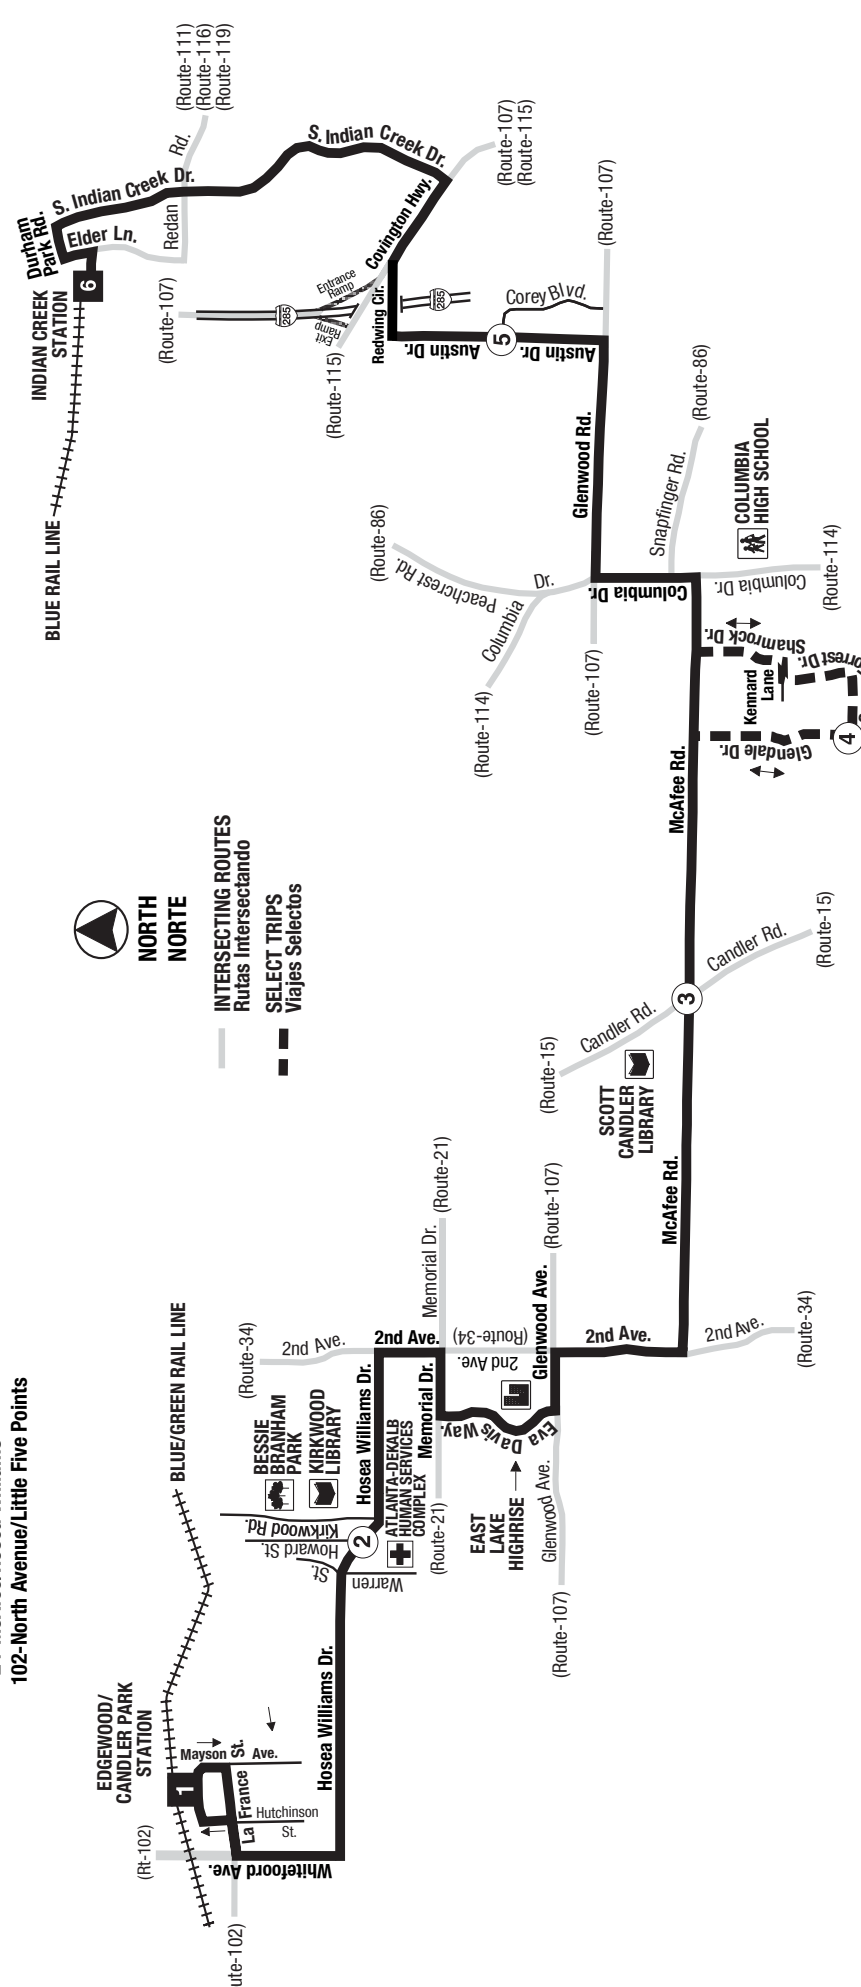 102-North Avenue/Little Five Points
EDGEWOOD/
CANDLER PARK
STATION
1
(Rt-102)
Mayson
St.
Ave.
La France
Hutchinson
St.
Whitefoord Ave.
BLUE/GREEN RAIL LINE
Hosea Williams Dr.
Warren
St.
Howard St.
Kirkwood Rd.
2
BESSIE
BRANHAM
PARK
KIRKWOOD
LIBRARY
Hosea Williams Dr.
ATLANTA-DEKALB
HUMAN SERVICES
COMPLEX
(Route-34)
2nd Ave.
2nd Ave.
Memorial Dr.
(Route-21)
Memorial Dr.
(Route-21)
2nd Ave.
(Route-34)
Eva Davis Way.
EAST
LAKE
HIGHRISE
Glenwood Ave.
(Route-107)
Glenwood Ave.
(Route-107)
2nd Ave.
2nd Ave.
(Route-34)
McAfee Rd.
SCOTT
CANDLER
LIBRARY
(Route-15)
Candler Rd.
3
Candler Rd.
(Route-15)
NORTH
NORTE
INTERSECTING ROUTES
Rutas Intersectando
SELECT TRIPS
Viajes Selectos
McAfee Rd.
Glendale Dr.
4
Kennard
Lane
Shamrock Dr.
Columbia Dr.
(Route-114)
COLUMBIA
HIGH SCHOOL
Columbia Dr.
Snapfinger Rd.
(Route-86)
(Route-107)
(Route-114)
Columbia
Dr.
Peachcrest Rd.
(Route-86)
Glenwood Rd.
Austin Dr.
5
Austin Dr.
Corey Blvd.
(Route-107)
Redwing Cir.
(Route-115)
Exit
Ramp
Entrance
Ramp
285
285
(Route-107)
Covington Hwy.
(Route-107)
(Route-115)
S. Indian Creek Dr.
S. Indian Creek Dr.
Redan
Rd.
(Route-111)
(Route-116)
(Route-119)
Durham
Park Rd.
Elder Ln.
6
INDIAN CREEK
STATION
BLUE RAIL LINE